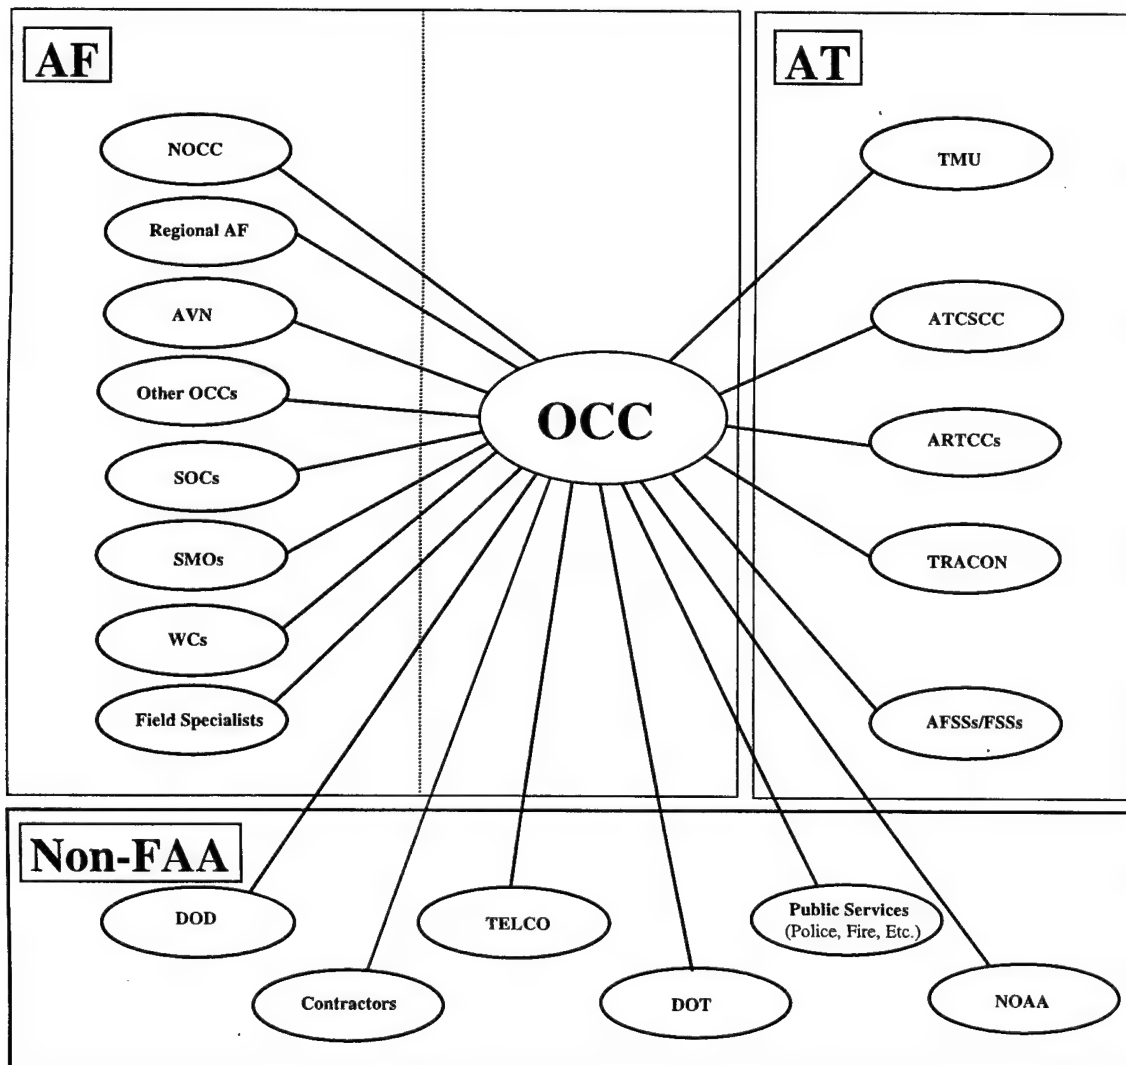 AF
NOCC
Regional AF
AVN
Other OCCs
SOCs
SMOs
WCs
Field Specialists
OCC
AT
TMU
ATCSCC
ARTCCs
TRACON
AFSSs/FSSs
Non-FAA
DOD
Contractors
TELCO
DOT
Public Services
(Police, Fire, Etc.)
NOAA